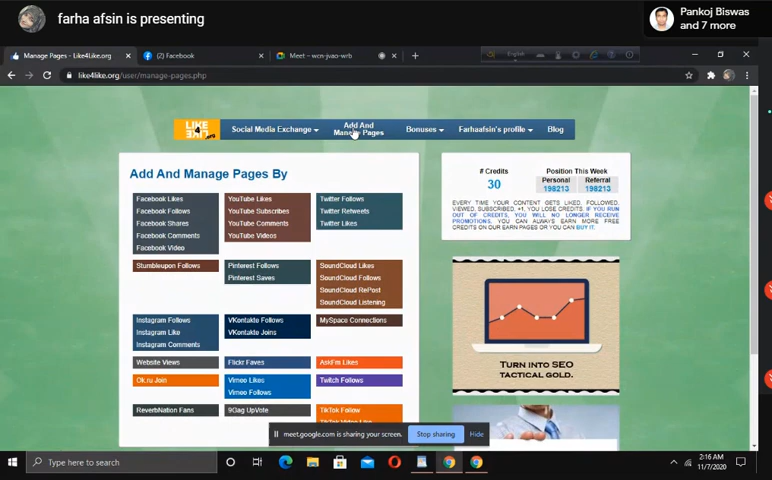 farha afsin is presenting
Pankoj Biswas
and 7 more
Manage Pages - Like4Like.org
(2) Facebook
Meet - wcn-jvao-wrb
English
like4like.org/user/manage-pages.php
LIKE
4
LIKE
.org
Social Media Exchange
Add And
Manage Pages
Bonuses
Farhaafsin's profile
Blog
Add And Manage Pages By
Facebook Likes
Facebook Follows
Facebook Shares
Facebook Comments
Facebook Video
YouTube Likes
YouTube Subscribes
YouTube Comments
YouTube Videos
Twitter Follows
Twitter Retweets
Twitter Likes
Stumbleupon Follows
Pinterest Follows
Pinterest Saves
SoundCloud Likes
SoundCloud Follows
SoundCloud RePost
SoundCloud Listening
Instagram Follows
Instagram Like
Instagram Comments
VKontakte Follows
VKontakte Joins
MySpace Connections
Website Views
Flickr Faves
AskFm Likes
Ok.ru Join
Vimeo Likes
Vimeo Follows
Twitch Follows
ReverbNation Fans
9Gag UpVote
TikTok Follow
TikTok Video Like
# Credits
30
Position This Week
Personal Referral
198213 198213
EVERY TIME YOUR CONTENT GETS LIKED, FOLLOWED,
VIEWED, SUBSCRIBED, +1, YOU LOSE CREDITS. IF YOU RUN
OUT OF CREDITS, YOU WILL NO LONGER RECEIVE
PROMOTIONS. YOU CAN ALWAYS EARN MORE FREE
CREDITS ON OUR EARN PAGES OR YOU CAN BUY IT.
TURN INTO SEO
TACTICAL GOLD.
meet.google.com is sharing your screen.
Stop sharing
Hide
Type here to search
2:16 AM
11/7/2020